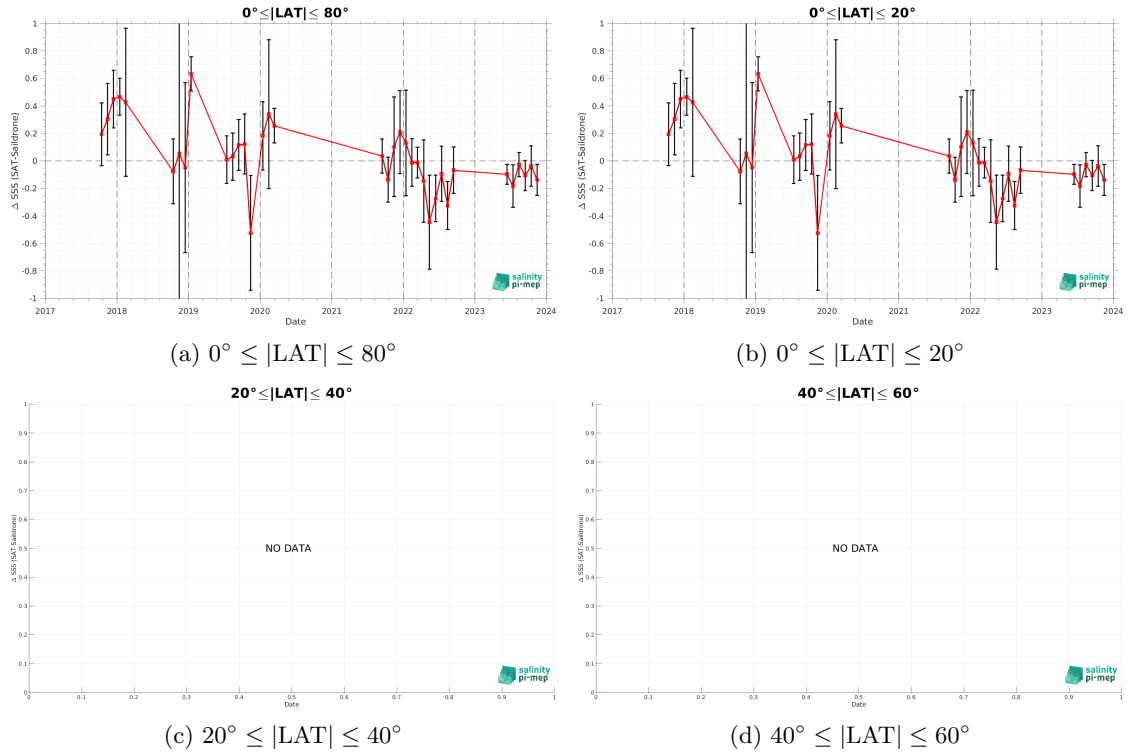 0°≤|LAT|≤ 80°
Δ SSS (SAT-Saildrone)
1
0.8
0.6
0.4
0.2
0
-0.2
-0.4
-0.6
-0.8
-1
2017 2018 2019 2020 2021 2022 2023 2024
Date
salinity
pi-mep
(a) 0° ≤ |LAT| ≤ 80°
0°≤|LAT|≤ 20°
Δ SSS (SAT-Saildrone)
1
0.8
0.6
0.4
0.2
0
-0.2
-0.4
-0.6
-0.8
-1
2017 2018 2019 2020 2021 2022 2023 2024
Date
salinity
pi-mep
(b) 0° ≤ |LAT| ≤ 20°
20°≤|LAT|≤ 40°
Δ SSS (SAT-Saildrone)
1
0.9
0.8
0.7
0.6
0.5
0.4
0.3
0.2
0.1
0
NO DATA
0 0.1 0.2 0.3 0.4 0.5 0.6 0.7 0.8 0.9 1
Date
salinity
pi-mep
(c) 20° ≤ |LAT| ≤ 40°
40°≤|LAT|≤ 60°
Δ SSS (SAT-Saildrone)
1
0.9
0.8
0.7
0.6
0.5
0.4
0.3
0.2
0.1
0
NO DATA
0 0.1 0.2 0.3 0.4 0.5 0.6 0.7 0.8 0.9 1
Date
salinity
pi-mep
(d) 40° ≤ |LAT| ≤ 60°